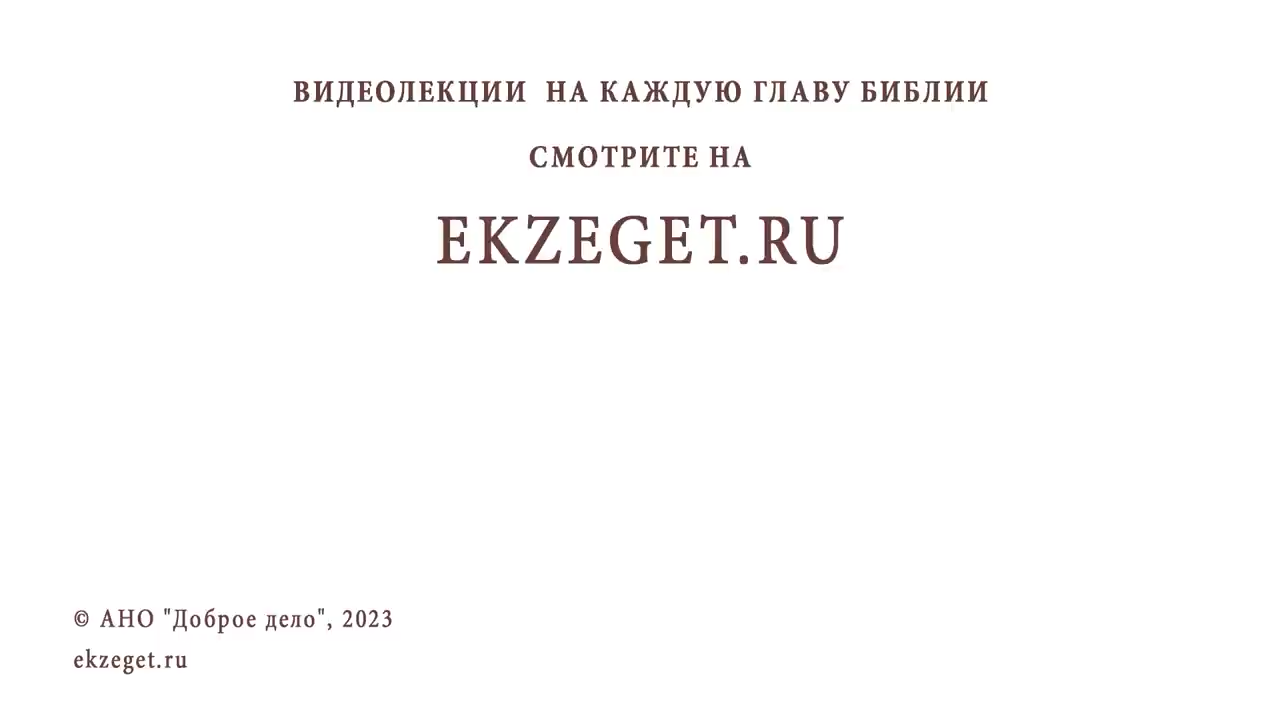 ВИДЕОЛЕКЦИИ НА КАЖДУЮ ГЛАВУ БИБЛИИ
СМОТРИТЕ НА
EKZEGET.RU
© АНО "Доброе дело", 2023
ekzeget.ru